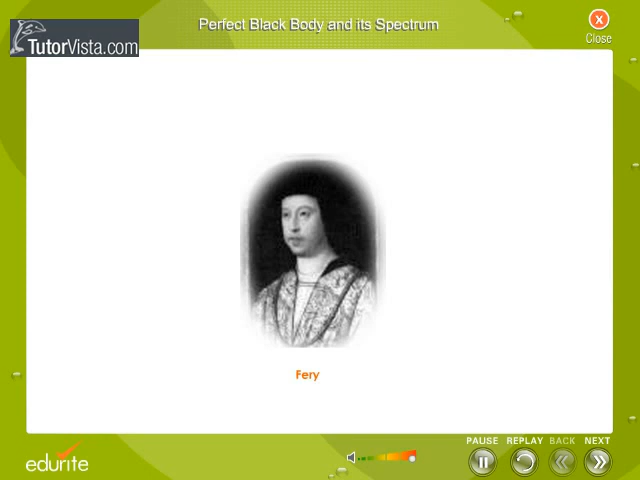 Perfect Black Body and its Spectrum
X
Close
TutorVista.com
Fery
PAUSE REPLAY BACK NEXT
edurite